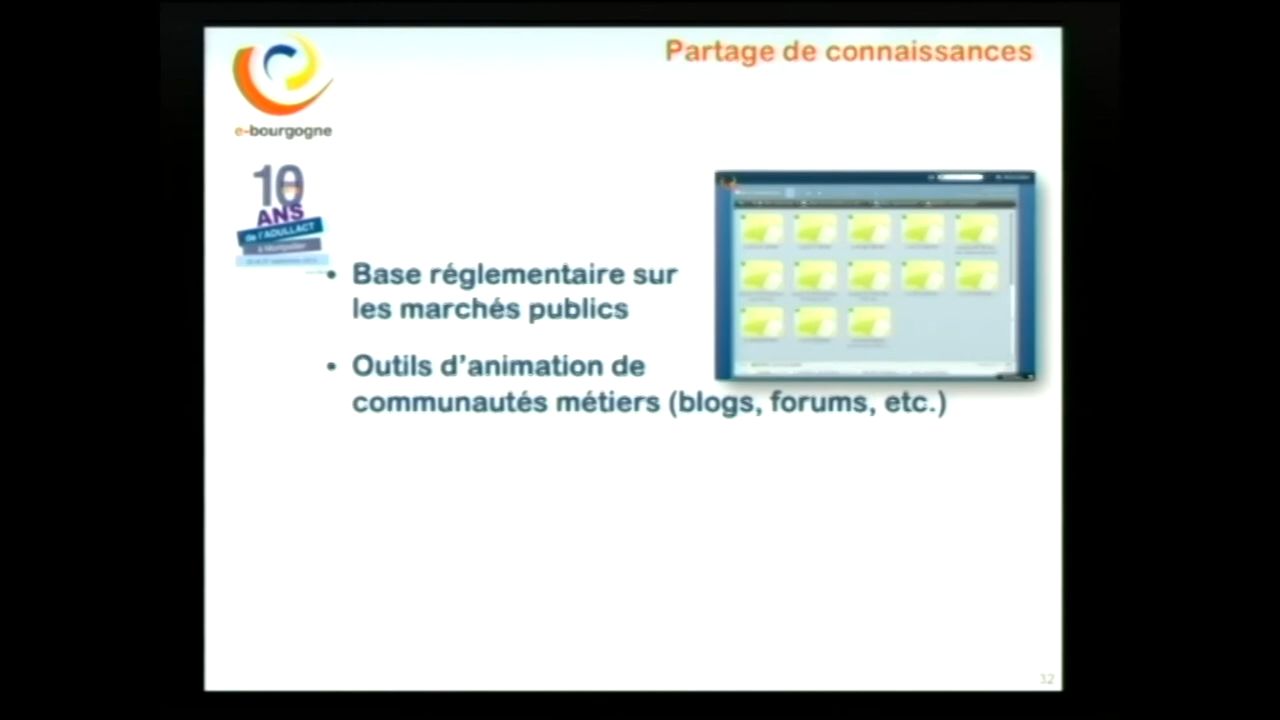 Partage de connaissances
e-bourgogne
10
ANS
de l'ADULLACT
à Montpellier
• Base réglementaire sur
les marchés publics
• Outils d'animation de
communautés métiers (blogs, forums, etc.)
32